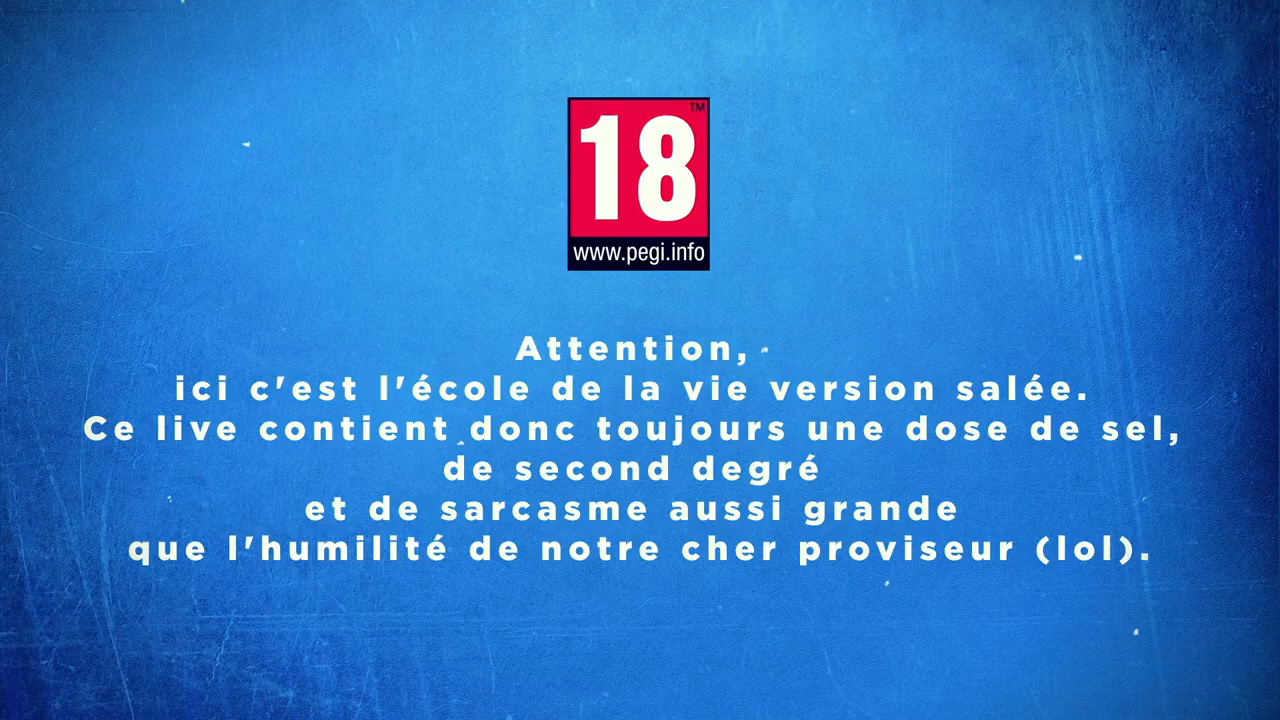 18
TM
www.pegi.info
Attention,
ici c'est l'école de la vie version salée.
Ce live contient donc toujours une dose de sel,
de second degré
et de sarcasme aussi grande
que l'humilité de notre cher proviseur (lol).